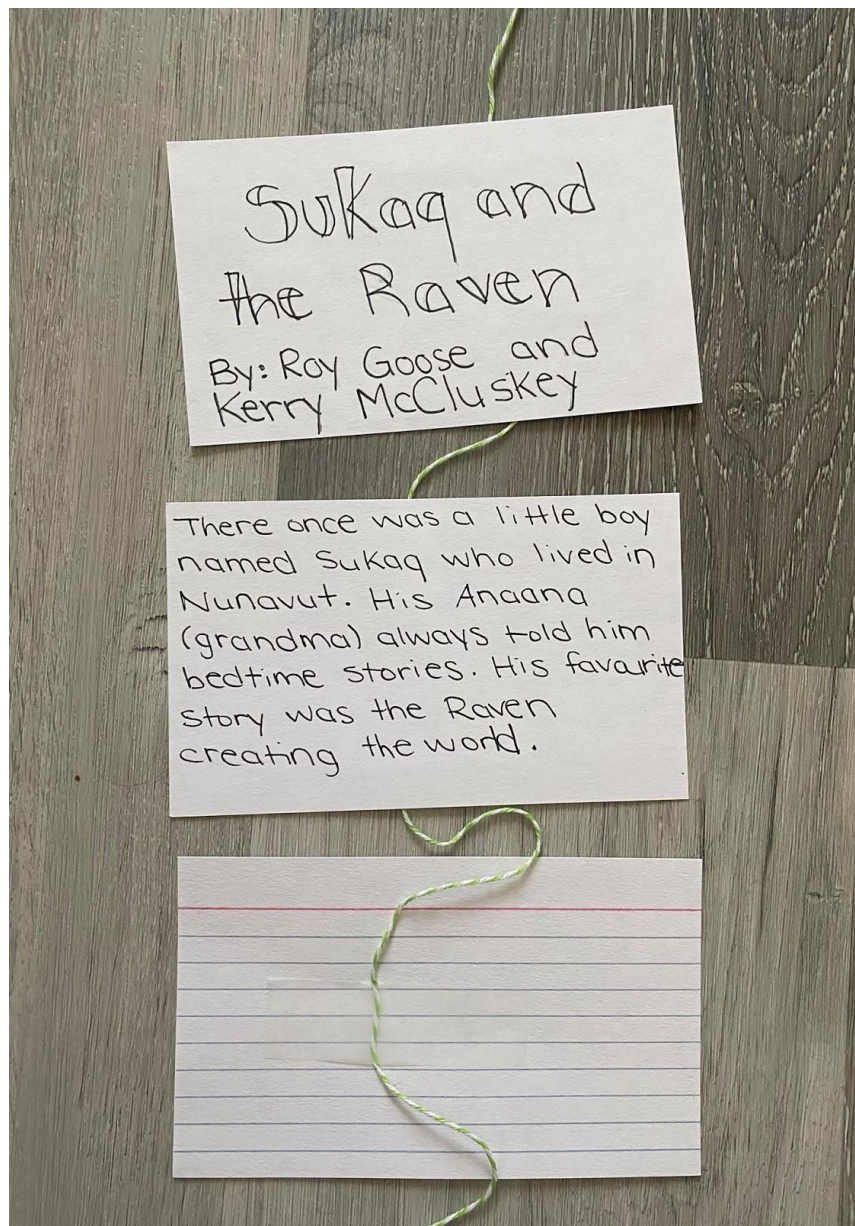 Sukaq and
the Raven
By: Roy Goose and
Kerry McCluskey
There once was a little boy
named Sukaq who lived in
Nunavut. His Anaana
(grandma) always told him
bedtime stories. His favourite
story was the Raven
creating the world.